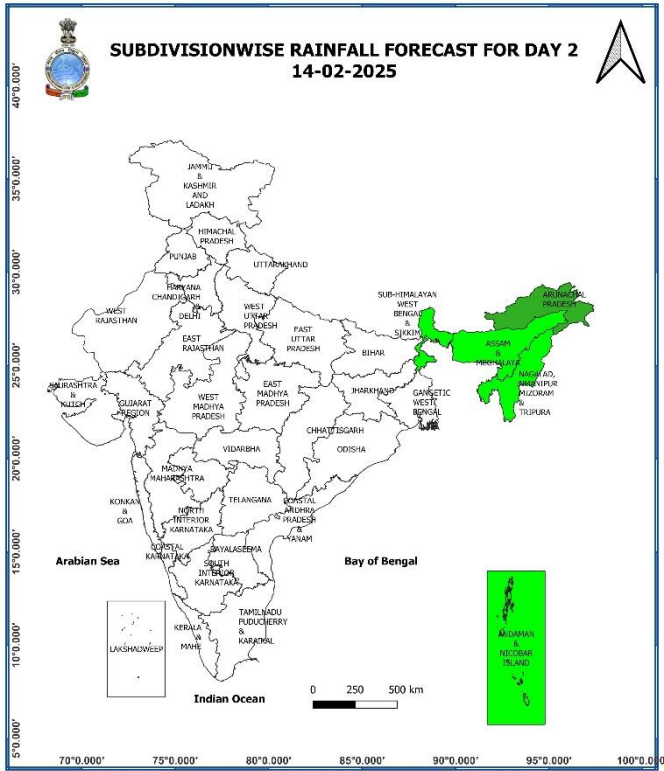 SUBDIVISIONWISE RAINFALL FORECAST FOR DAY 2
14-02-2025
40°0.000'
35°0.000'
30°0.000'
25°0.000'
20°0.000'
15°0.000'
10°0.000'
5°0.000'
JAMMU
&
KASHMIR
AND
LADAKH
HIMACHAL
PRADESH
PUNJAB
UTTARAKHAND
HARYANA
CHANDIGARH
DELHI
WEST
RAJASTHAN
WEST
UTTAR
PRADESH
EAST
RAJASTHAN
EAST
UTTAR
PRADESH
SUB-HIMALAYAN
WEST
BENGAL
&
SIKKIM
ARUNACHAL
PRADESH
ASSAM
&
MEGHALAYA
BIHAR
SAURASHTRA
&
KUTCH
GUJARAT
REGION
WEST
MADHYA
PRADESH
EAST
MADHYA
PRADESH
JHARKHAND
GANGETIC
WEST
BENGAL
MIZORAM
&
TRIPURA
CHHATTISGARH
ODISHA
VIDARBHA
MADHYA
MAHARASHTRA
TELANGANA
KONKAN
&
GOA
NORTH
INTERIOR
KARNATAKA
COASTAL
ANDHRA
PRADESH
&
YANAM
COASTAL
KARNATAKA
RAYALASEEMA
SOUTH
INTERIOR
KARNATAKA
Arabian Sea
Bay of Bengal
LAKSHADWEEP
KERALA
&
MAHE
TAMILNADU
PUDUCHERRY
&
KARAIKAL
ANDAMAN
&
NICOBAR
ISLAND
Indian Ocean
0 250 500 km
70°0.000' 75°0.000' 80°0.000' 85°0.000' 90°0.000' 95°0.000' 100°0.000'